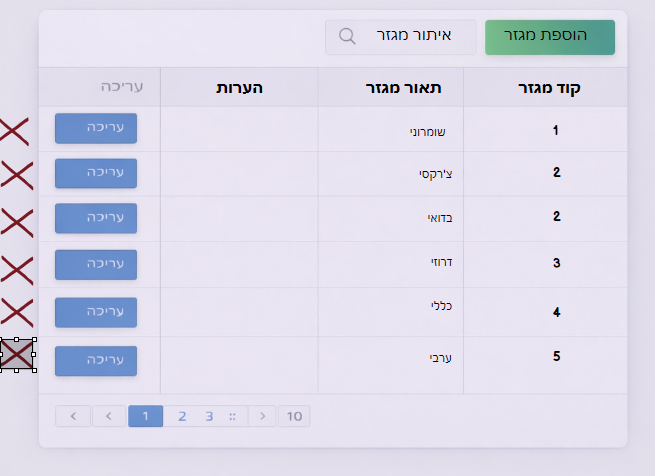 הוספת מגזר איתור מגזר
קוד מגזר תאור מגזר הערות עריכה
1 שומרוני עריכה
2 צ'רקסי עריכה
2 בדואי עריכה
3 דרוזי עריכה
4 כללי עריכה
5 ערבי עריכה
‹ ‹ 1 2 3 :: › 10